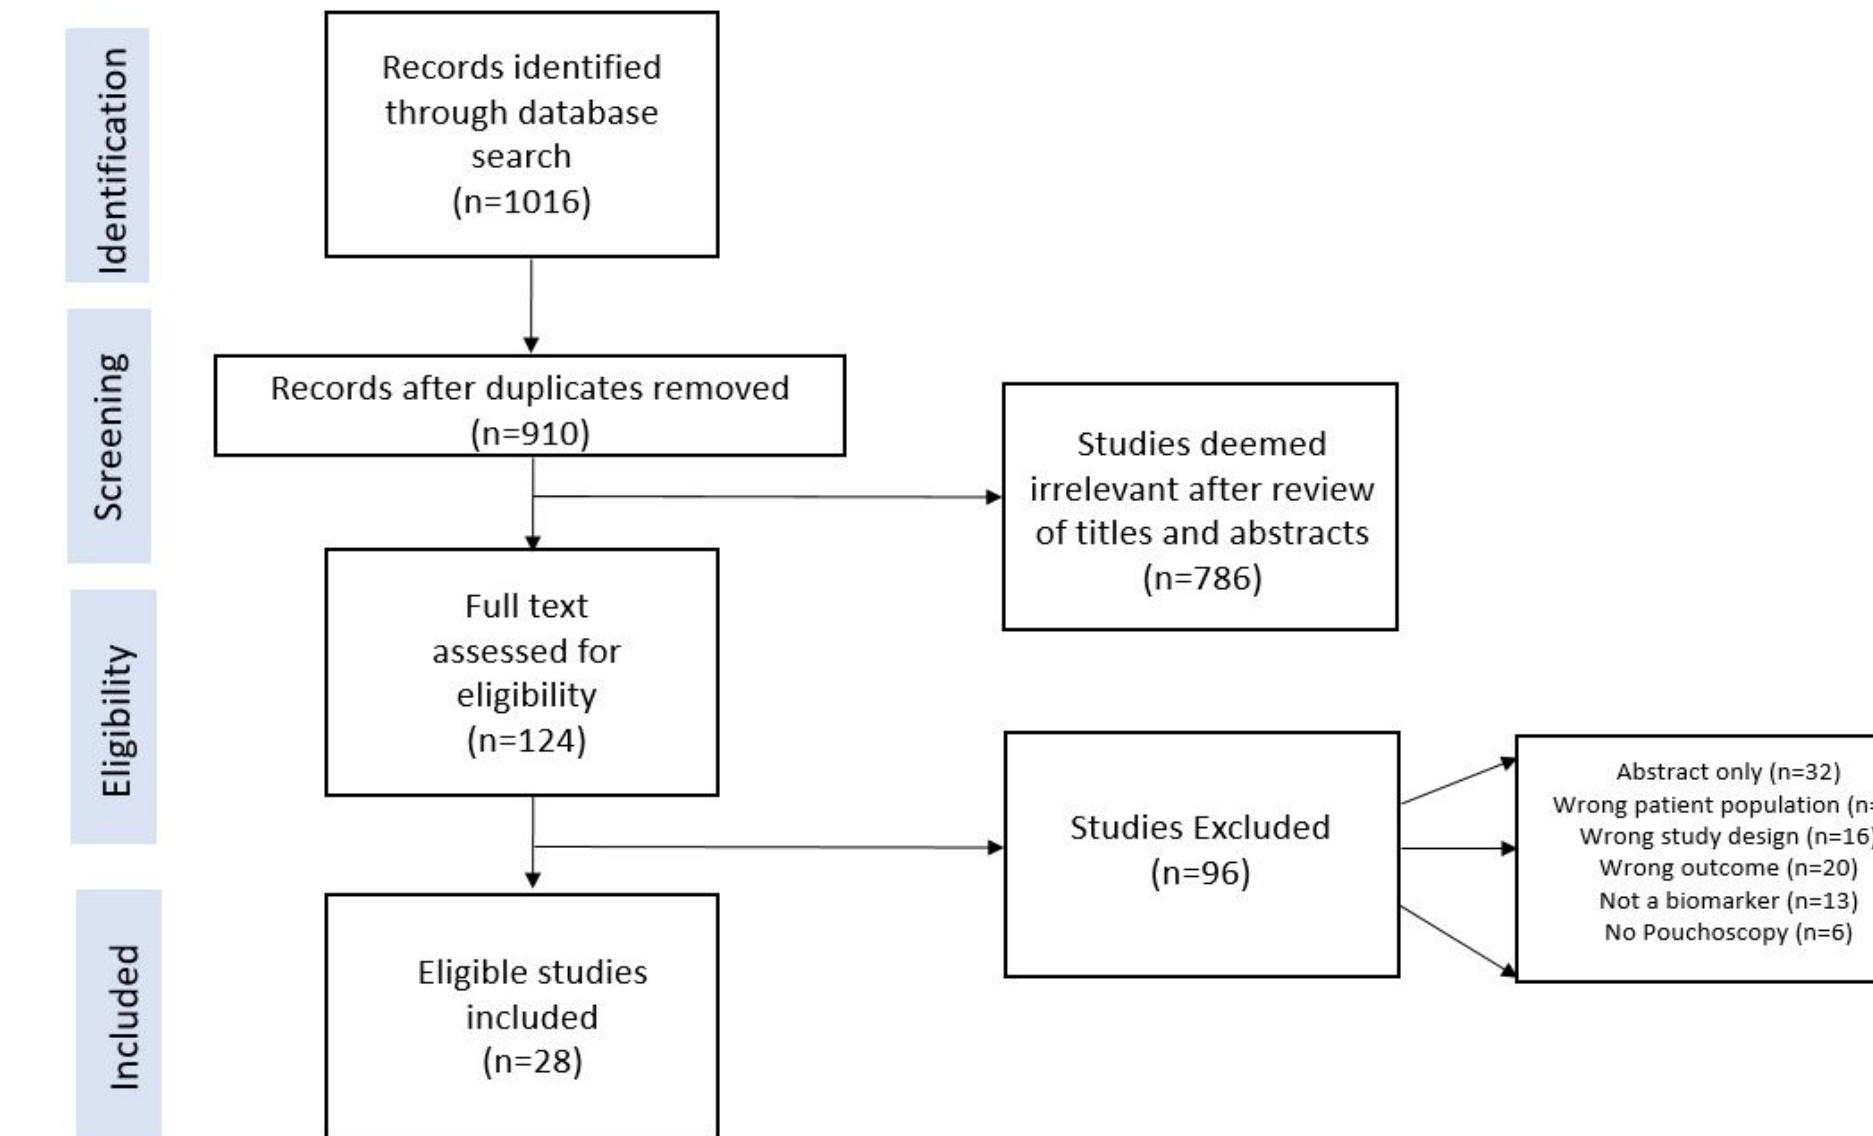 Identification
Records identified
through database
search
(n=1016)
Screening
Records after duplicates removed
(n=910)
Studies deemed
irrelevant after review
of titles and abstracts
(n=786)
Eligibility
Full text
assessed for
eligibility
(n=124)
Studies Excluded
(n=96)
Abstract only (n=32)
Wrong patient population (n=
Wrong study design (n=16)
Wrong outcome (n=20)
Not a biomarker (n=13)
No Pouchoscopy (n=6)
Included
Eligible studies
included
(n=28)